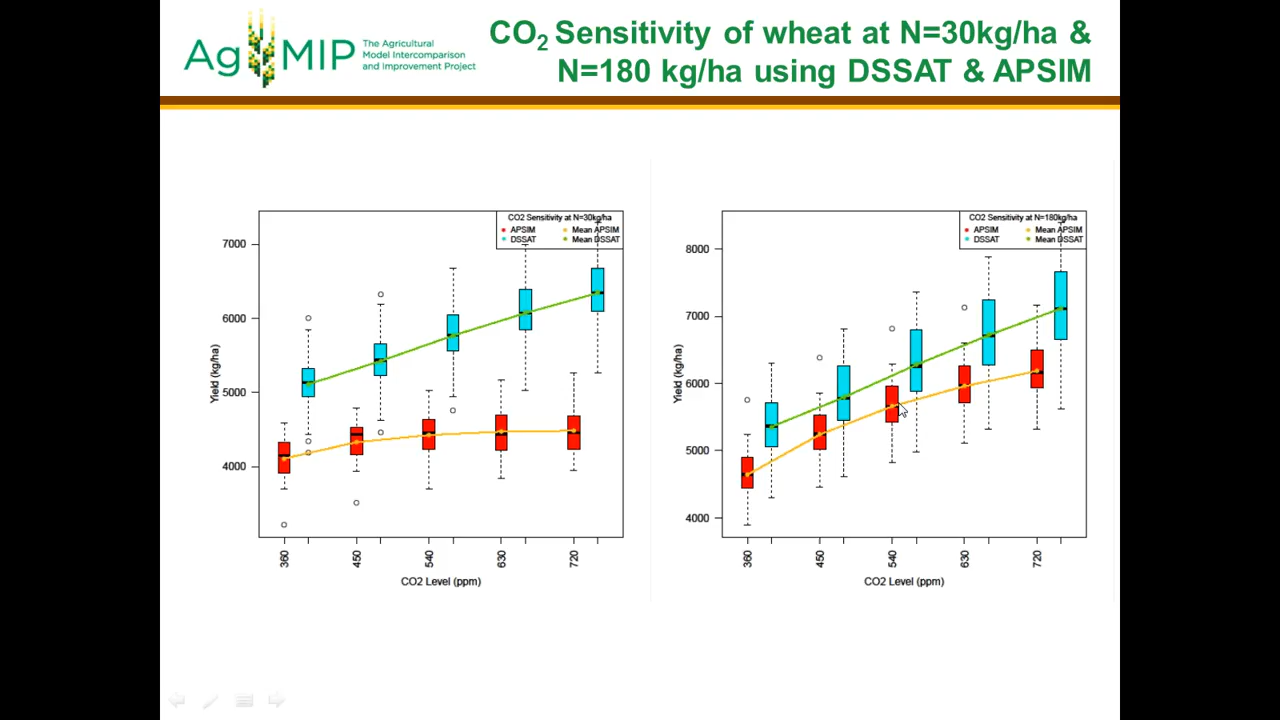 AgMIP
The Agricultural
Model Intercomparison
and Improvement Project
CO2 Sensitivity of wheat at N=30kg/ha &
N=180 kg/ha using DSSAT & APSIM
CO2 Sensitivity at N=30kg/ha
APSIM Mean APSIM
DSSAT Mean DSSAT
7000
6000
5000
4000
Yield (kg/ha)
360 450 540 630 720
CO2 Level (ppm)
CO2 Sensitivity at N=180kg/ha
APSIM Mean APSIM
DSSAT Mean DSSAT
8000
7000
6000
5000
4000
Yield (kg/ha)
360 450 540 630 720
CO2 Level (ppm)